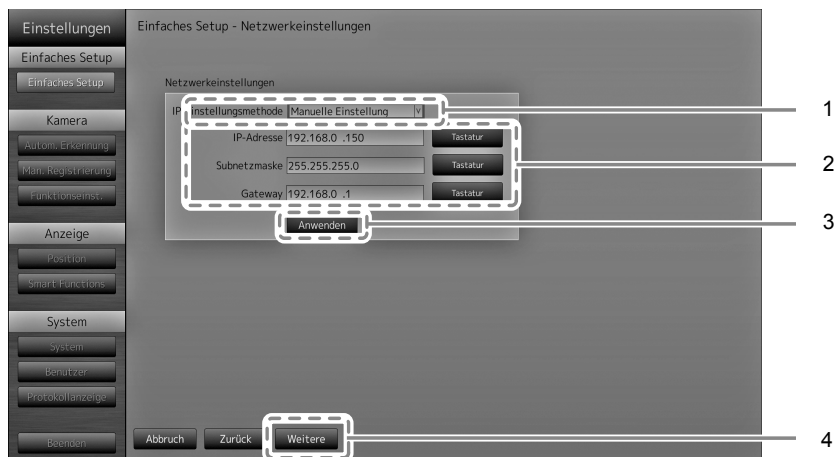 Einstellungen
Einfaches Setup
Einfaches Setup
Kamera
Autom. Erkennung
Man. Registrierung
Funktionseinst.
Anzeige
Position
Smart Functions
System
System
Benutzer
Protokollanzeige
Beenden
Einfaches Setup - Netzwerkeinstellungen
Netzwerkeinstellungen
IP-Einstellungsmethode Manuelle Einstellung
IP-Adresse 192.168.0 .150 Tastatur
Subnetzmaske 255.255.255.0 Tastatur
Gateway 192.168.0 .1 Tastatur
Anwenden
Abbruch Zurück Weitere
1
2
3
4